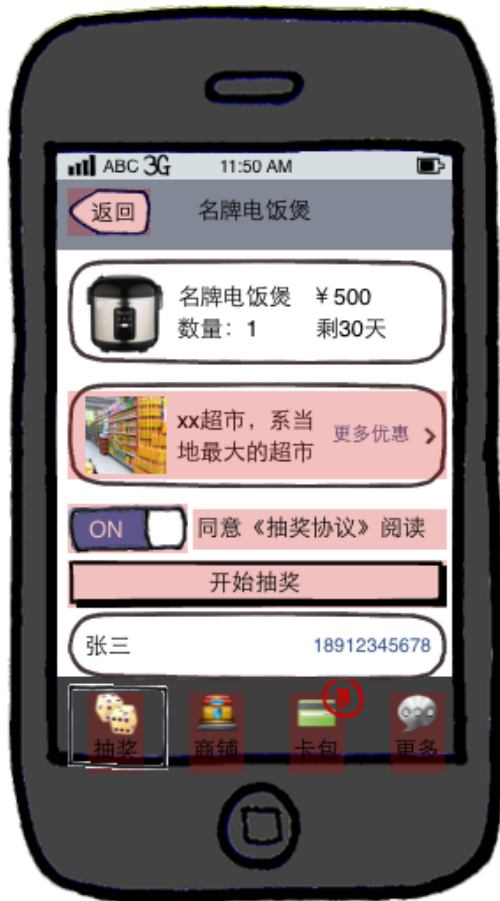 ABC 3G 11:50 AM
返回 名牌电饭煲
名牌电饭煲 ￥500
数量：1 剩30天
xx超市，系当
地最大的超市
更多优惠
ON 同意《抽奖协议》阅读
开始抽奖
张三 18912345678
3
抽奖 商铺 卡包 更多